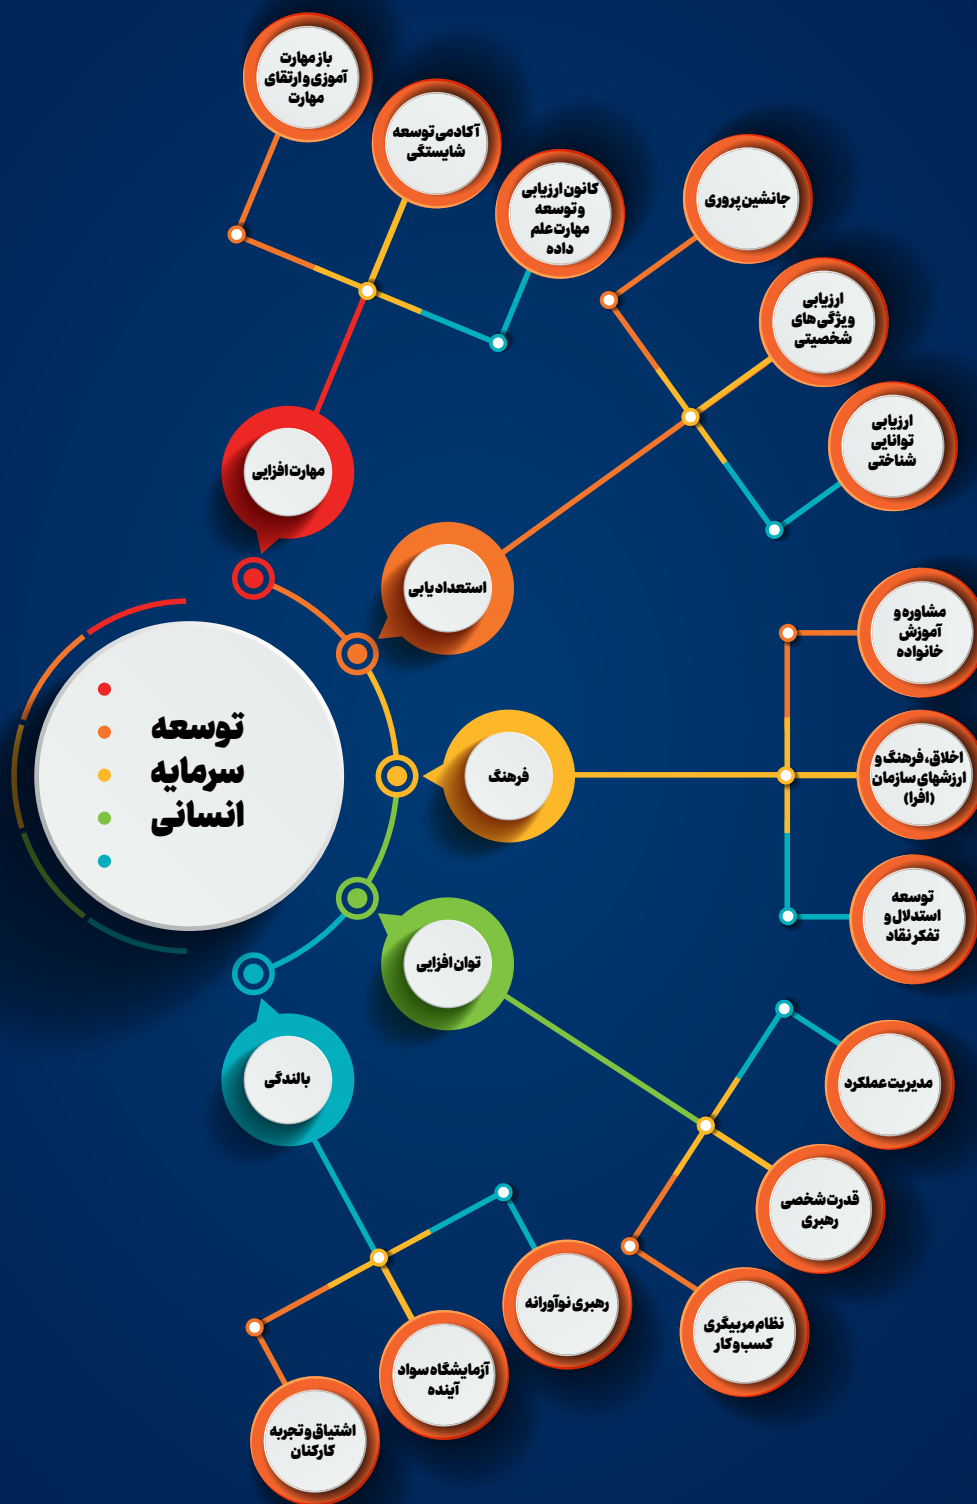 باز مهارت
آموزی و ارتقای
مهارت
آکادمی توسعه
شایستگی
کانون ارزیابی
و توسعه
مهارت علم
داده
جانشین پروری
ارزیابی
ویژگی های
شخصیتی
ارزیابی
توانایی
شناختی
مهارت افزایی
استعداد یابی
مشاوره و
آموزش
خانواده
توسعه
سرمایه
انسانی
فرهنگ
اخلاق، فرهنگ و
ارزشهای سازمان
(افرا)
توسعه
استدلال و
تفکر نقاد
توان افزایی
بالندگی
مدیریت عملکرد
قدرت شخصی
رهبری
نظام مربیگری
کسب و کار
رهبری نوآورانه
آزمایشگاه سواد
آینده
اشتیاق و تجربه
کارکنان